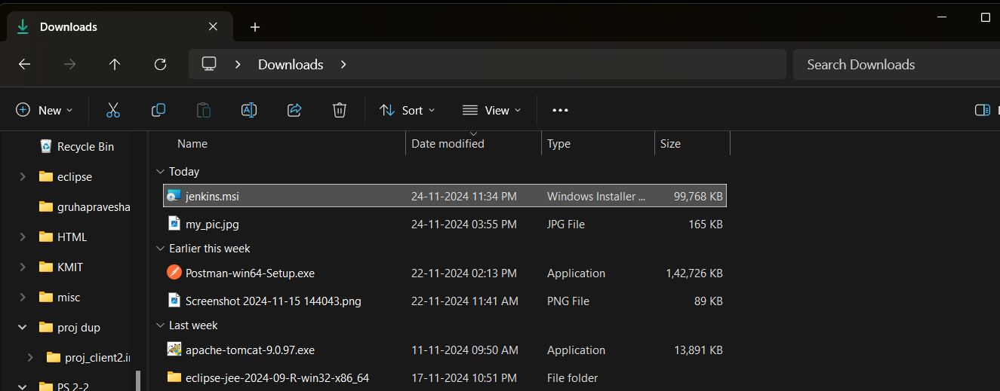 Downloads
Downloads
Search Downloads
New
Sort
View
Recycle Bin
eclipse
gruhapravesha
HTML
KMIT
misc
proj dup
proj_client2.in
PS 2-2
Name Date modified Type Size
Today
jenkins.msi 24-11-2024 11:34 PM Windows Installer ... 99,768 KB
my_pic.jpg 24-11-2024 03:55 PM JPG File 165 KB
Earlier this week
Postman-win64-Setup.exe 22-11-2024 02:13 PM Application 1,42,726 KB
Screenshot 2024-11-15 144043.png 22-11-2024 11:41 AM PNG File 89 KB
Last week
apache-tomcat-9.0.97.exe 11-11-2024 09:50 AM Application 13,891 KB
eclipse-jee-2024-09-R-win32-x86_64 17-11-2024 10:51 PM File folder